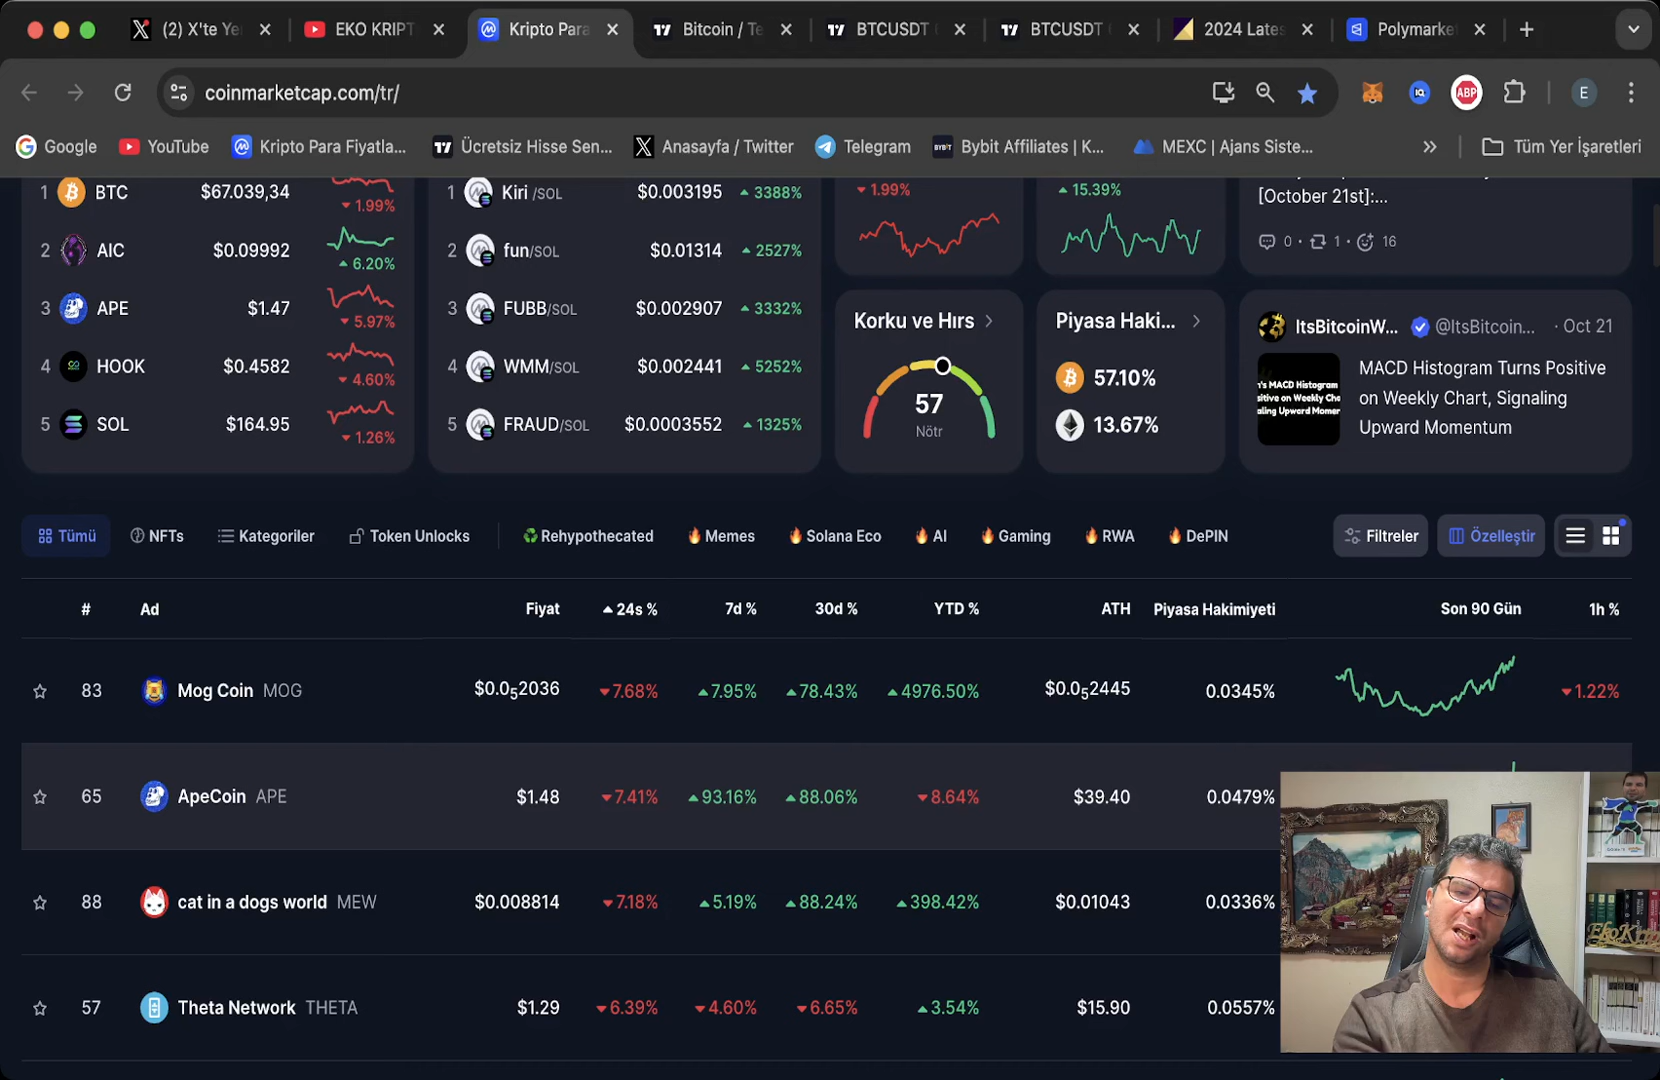 (2) X'te Ye
EKO KRIPT
Kripto Para
Bitcoin / Te
BTCUSDT
BTCUSDT
2024 Lates
Polymarke
coinmarketcap.com/tr/
ABP
E
Google
YouTube
Kripto Para Fiyatla...
Ücretsiz Hisse Sen...
Anasayfa / Twitter
Telegram
Bybit Affiliates | K...
MEXC | Ajans Siste...
Tüm Yer İşaretleri
1 BTC $67.039,34 1.99%
2 AIC $0.09992 6.20%
3 APE $1.47 5.97%
4 HOOK $0.4582 4.60%
5 SOL $164.95 1.26%
1 Kiri /SOL $0.003195 3388%
2 fun/SOL $0.01314 2527%
3 FUBB/SOL $0.002907 3332%
4 WMM/SOL $0.002441 5252%
5 FRAUD/SOL $0.0003552 1325%
1.99%
15.39%
[October 21st]:...
0 · 1 · 16
Korku ve Hırs
57
Nötr
Piyasa Haki...
57.10%
13.67%
ItsBitcoinW... @ItsBitcoin... · Oct 21
MACD Histogram Turns Positive
on Weekly Chart, Signaling
Upward Momentum
Tümü
NFTs
Kategoriler
Token Unlocks
Rehypothecated
Memes
Solana Eco
AI
Gaming
RWA
DePIN
Filtreler
Özelleştir
# Ad Fiyat 24s % 7d % 30d % YTD % ATH Piyasa Hakimiyeti Son 90 Gün 1h %
83 Mog Coin MOG $0.0₅2036 7.68% 7.95% 78.43% 4976.50% $0.0₅2445 0.0345% 1.22%
65 ApeCoin APE $1.48 7.41% 93.16% 88.06% 8.64% $39.40 0.0479%
88 cat in a dogs world MEW $0.008814 7.18% 5.19% 88.24% 398.42% $0.01043 0.0336%
57 Theta Network THETA $1.29 6.39% 4.60% 6.65% 3.54% $15.90 0.0557%